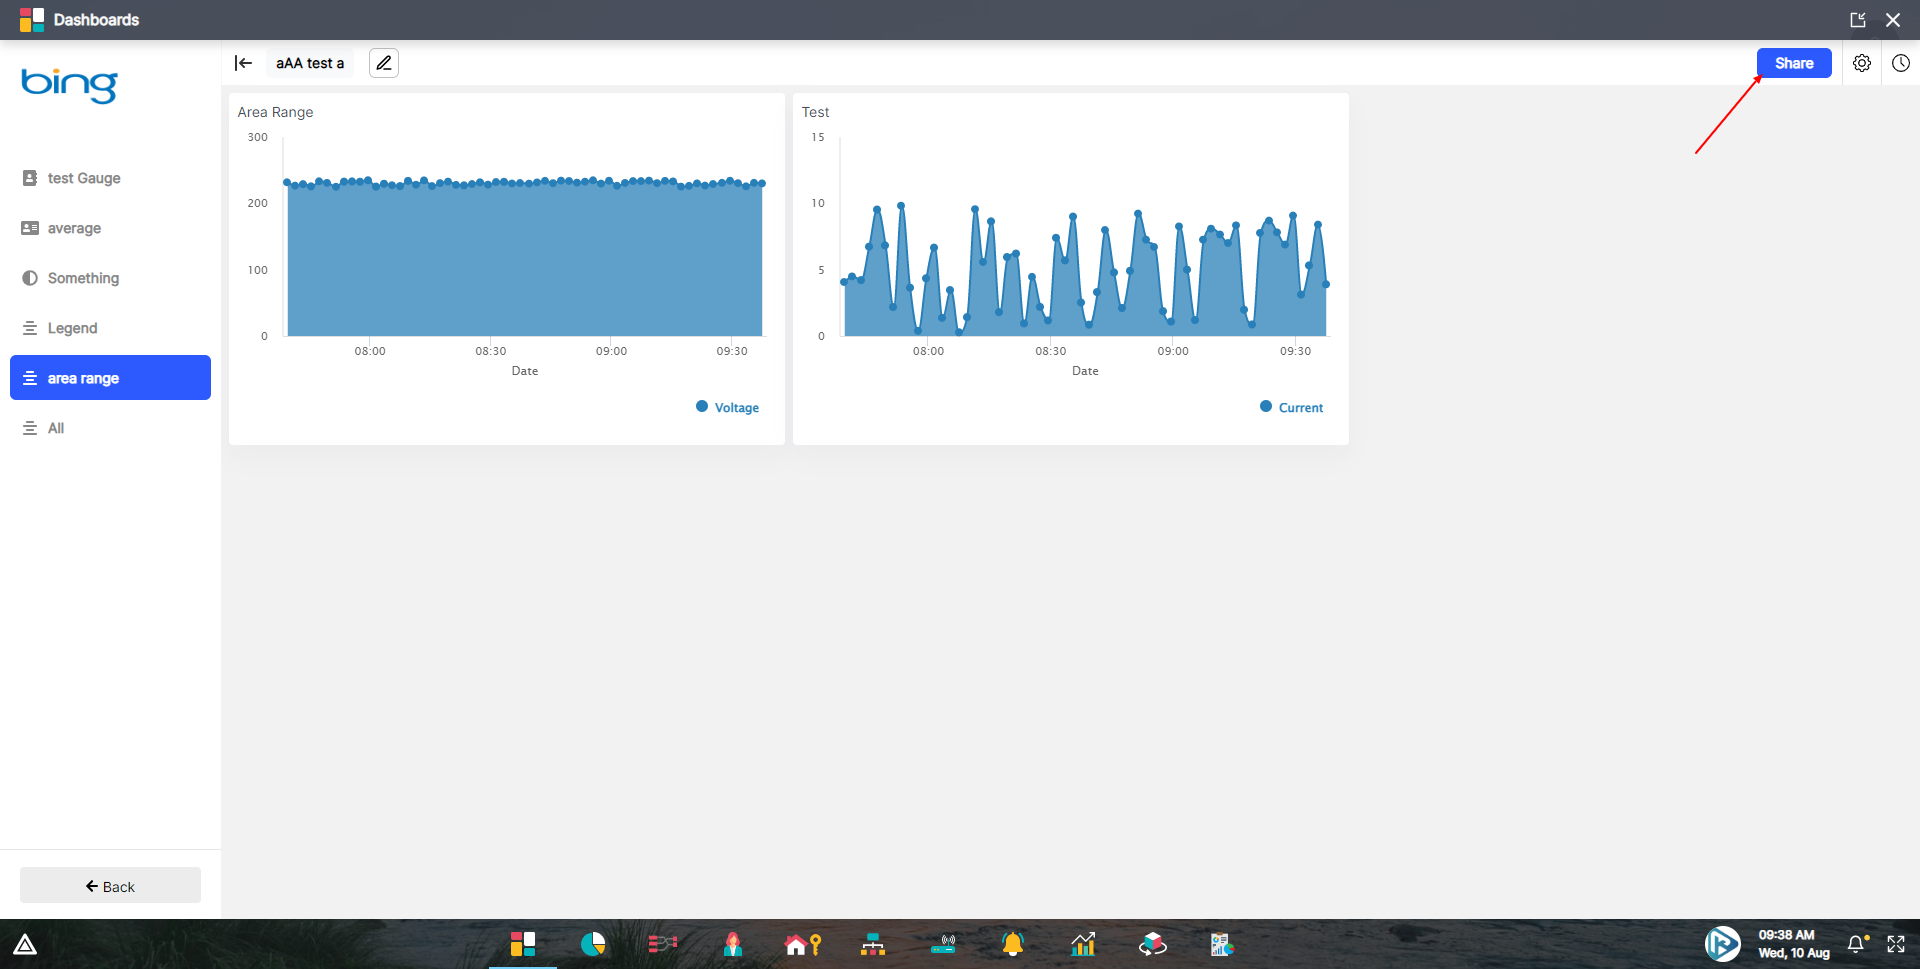 Dashboards
bing
aAA test a
Share
test Gauge
average
Something
Legend
area range
All
Back
Area Range
300
200
100
0
08:00 08:30 09:00 09:30
Date
Voltage
Test
15
10
5
0
08:00 08:30 09:00 09:30
Date
Current
09:38 AM
Wed, 10 Aug